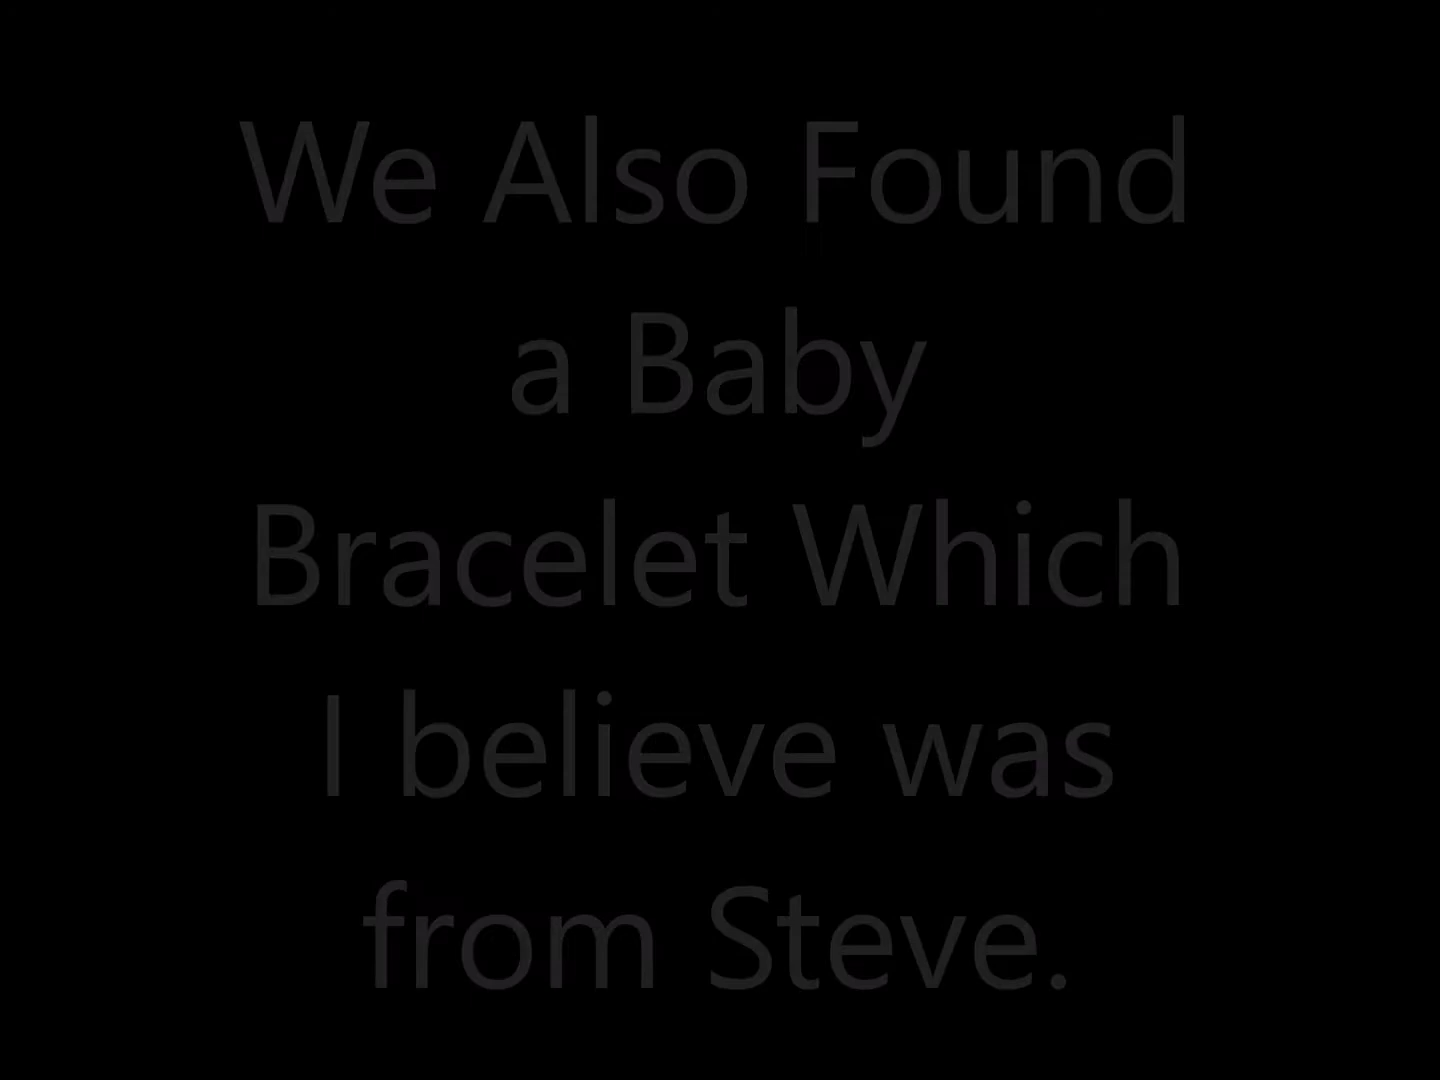 We Also Found
a Baby
Bracelet Which
I believe was
from Steve.